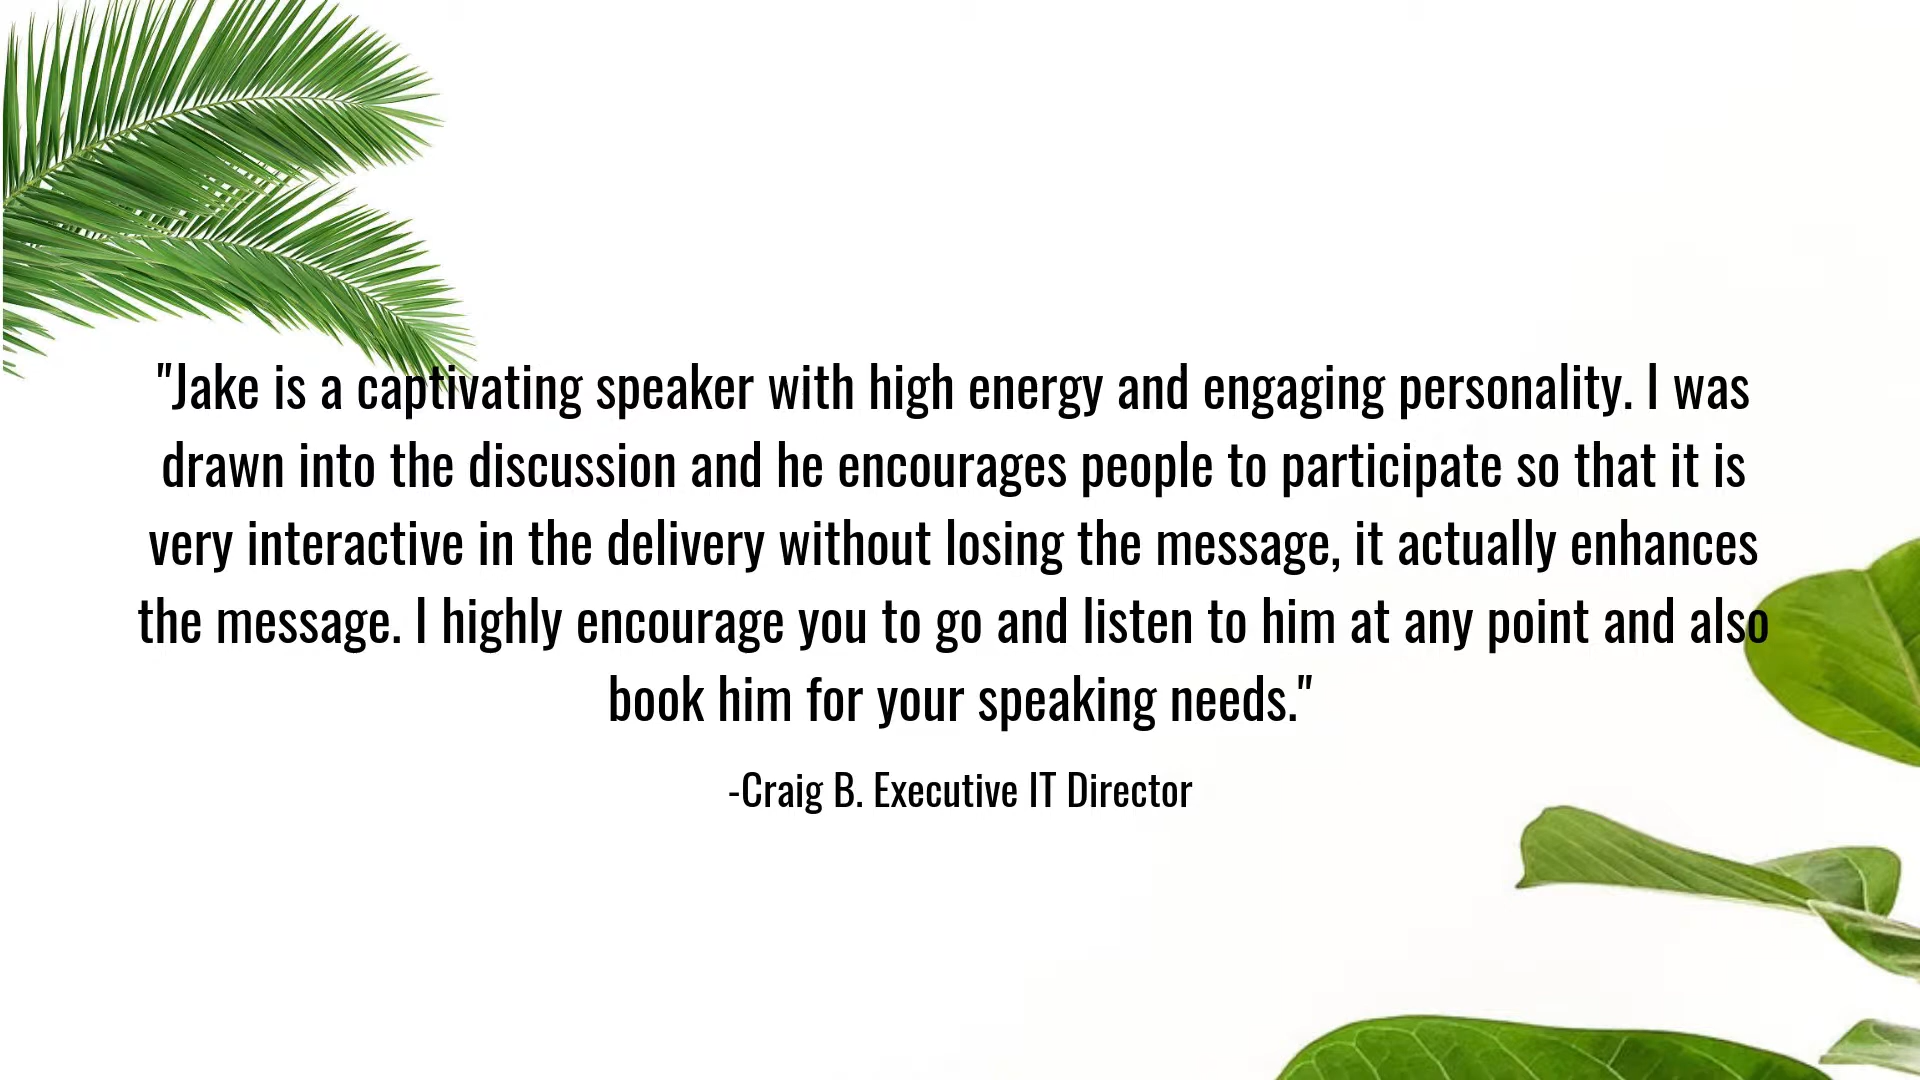 "Jake is a captivating speaker with high energy and engaging personality. I was
drawn into the discussion and he encourages people to participate so that it is
very interactive in the delivery without losing the message, it actually enhances
the message. I highly encourage you to go and listen to him at any point and also
book him for your speaking needs."
-Craig B. Executive IT Director